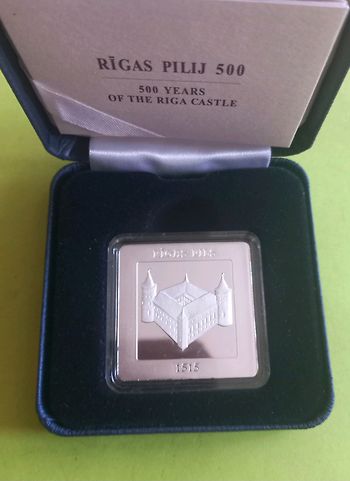 RĪGAS PILIJ 500
500 YEARS
OF THE RIGA CASTLE
RĪGAS PILS
1515